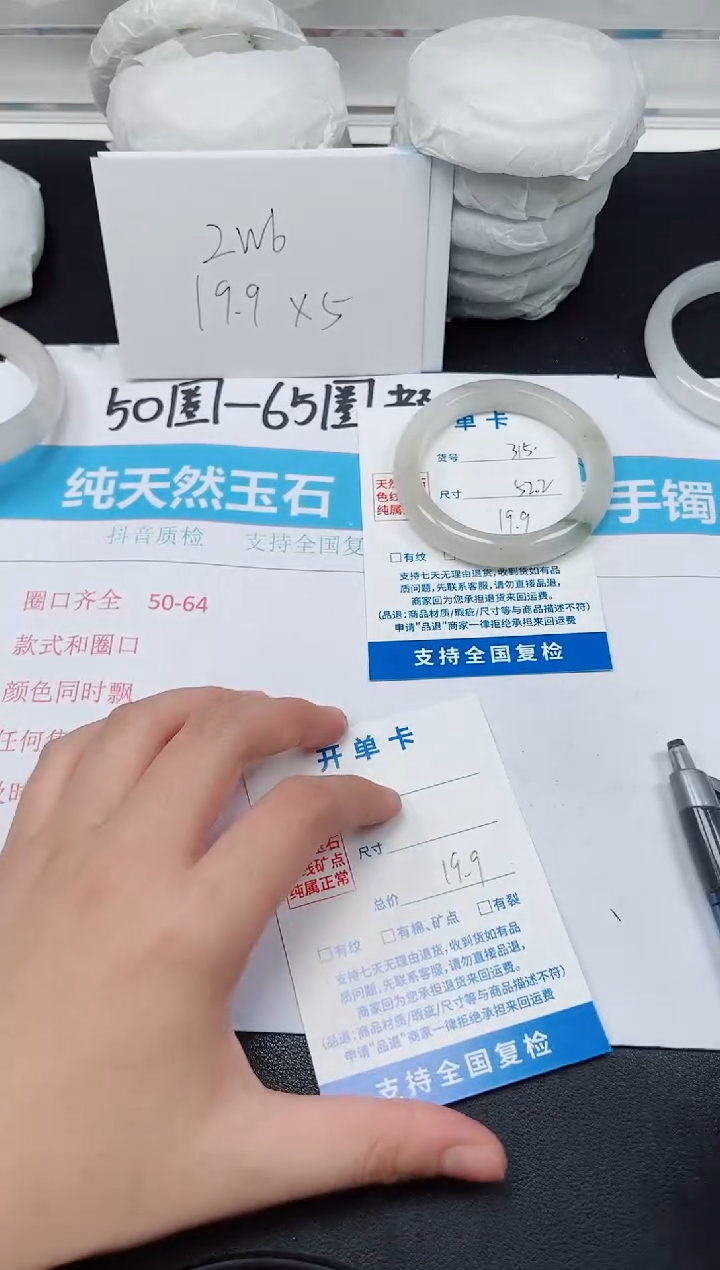 2W6
19.9 x5
50圈-65圈
纯天然玉石
手镯
抖音质检 支持全国复
圈口齐全 50-64
款式和圈口
颜色同时飘
任何
单卡
货号 315.
尺寸 52.2
19.9
天然
色
纯属
□有纹
支持七天无理由退货,收到货如有品
质问题,先联系客服,请勿直接品退,
商家回为您承担退货来回运费。
(品退:商品材质/瑕疵/尺寸等与商品描述不符)
申请"品退"商家一律拒绝承担来回运费
支持全国复检
开单卡
尺寸
玉石
线矿点
纯属正常
总价 19.9
□有纹 □有棉、矿点 □有裂
支持七天无理由退货,收到货如有品
质问题,先联系客服,请勿直接品退,
商家回为您承担退货来回运费。
(品退:商品材质/瑕疵/尺寸等与商品描述不符)
申请"品退"商家一律拒绝承担来回运费
支持全国复检